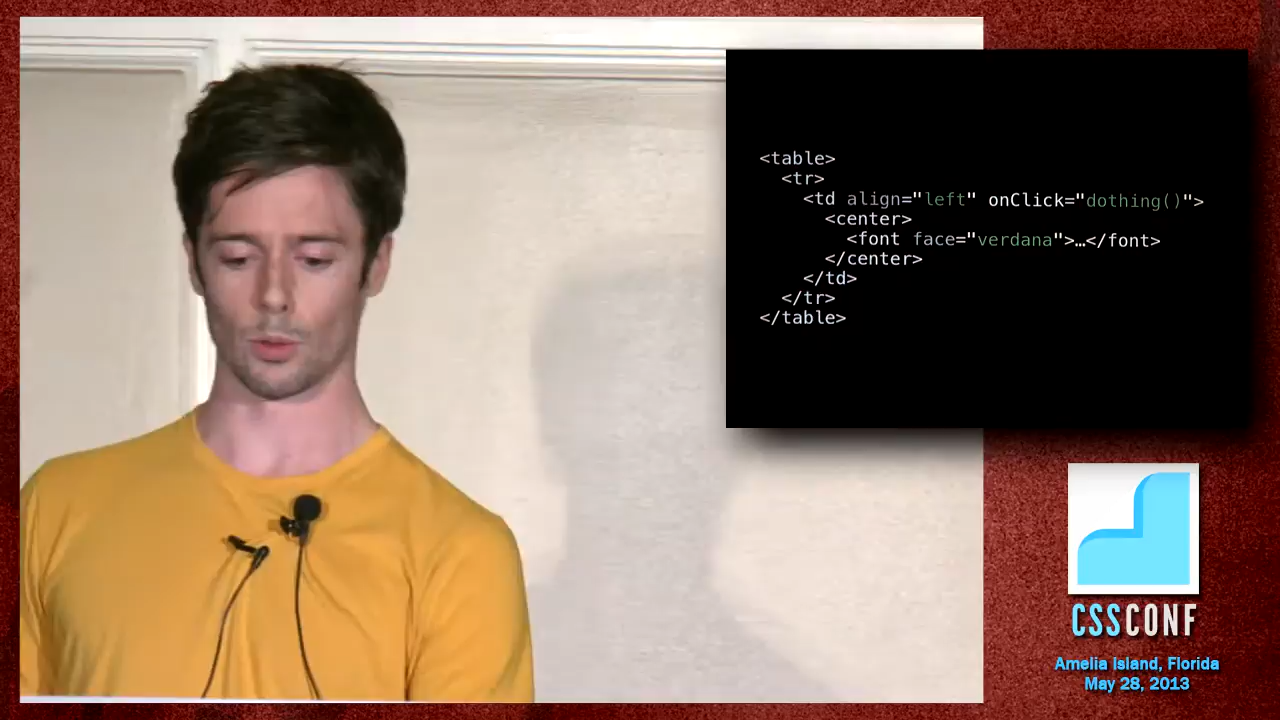 <table>
<tr>
<td align="left" onClick="dothing()">
<center>
<font face="verdana">…</font>
</center>
</td>
</tr>
</table>
CSSCONF
Amelia Island, Florida
May 28, 2013